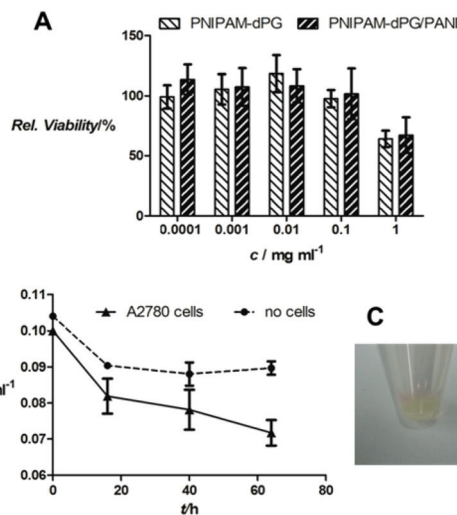 A
PNIPAM-dPG
PNIPAM-dPG/PANI
150
100
50
0
Rel. Viability/%
0.0001 0.001 0.01 0.1 1
c / mg ml⁻¹
0.11
0.10
0.09
0.08
0.07
0.06
A2780 cells
no cells
0 20 40 60 80
t/h
C